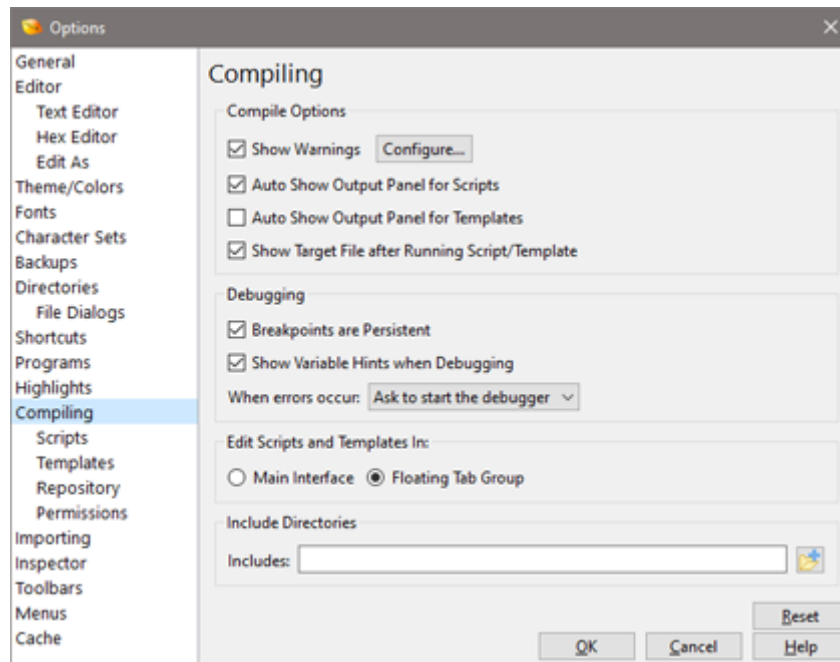 Options
General
Editor
Text Editor
Hex Editor
Edit As
Theme/Colors
Fonts
Character Sets
Backups
Directories
File Dialogs
Shortcuts
Programs
Highlights
Compiling
Scripts
Templates
Repository
Permissions
Importing
Inspector
Toolbars
Menus
Cache
Compiling
Compile Options
Show Warnings Configure...
Auto Show Output Panel for Scripts
Auto Show Output Panel for Templates
Show Target File after Running Script/Template
Debugging
Breakpoints are Persistent
Show Variable Hints when Debugging
When errors occur: Ask to start the debugger
Edit Scripts and Templates In:
Main Interface Floating Tab Group
Include Directories
Includes:
Reset
OK Cancel Help